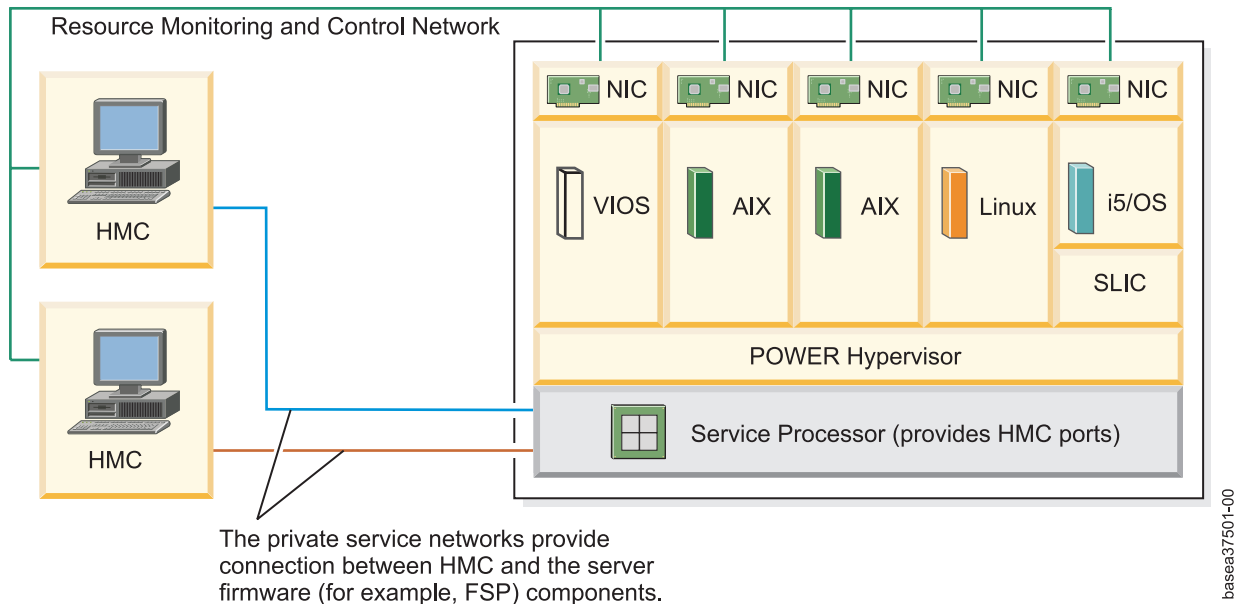 Resource Monitoring and Control Network
NIC
NIC
NIC
NIC
NIC
HMC
VIOS
AIX
AIX
Linux
i5/OS
SLIC
POWER Hypervisor
HMC
Service Processor (provides HMC ports)
The private service networks provide
connection between HMC and the server
firmware (for example, FSP) components.
basea37501-00